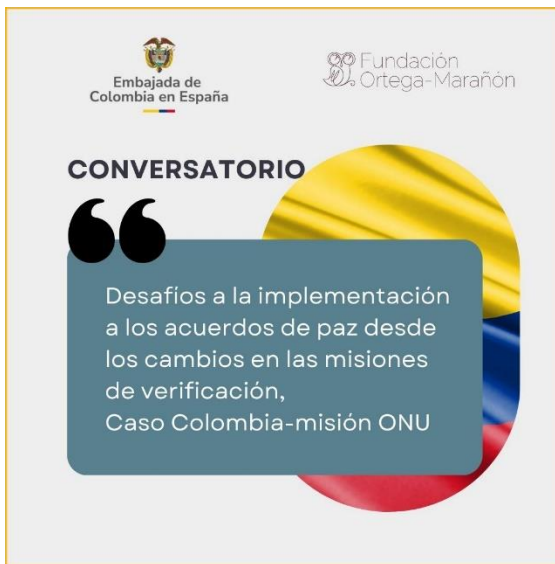 Embajada de
Colombia en España
Fundación
Ortega-Marañón
CONVERSATORIO
Desafíos a la implementación
a los acuerdos de paz desde
los cambios en las misiones
de verificación,
Caso Colombia-misión ONU